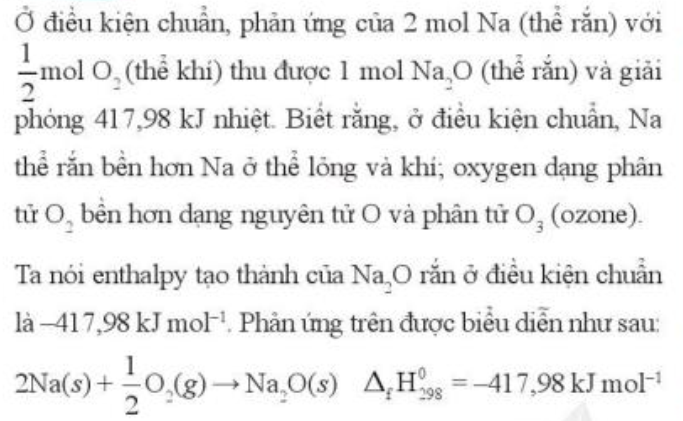 Ở điều kiện chuẩn, phản ứng của 2 mol Na (thể rắn) với
1/2 mol O₂ (thể khí) thu được 1 mol Na₂O (thể rắn) và giải
phóng 417,98 kJ nhiệt. Biết rằng, ở điều kiện chuẩn, Na
thể rắn bền hơn Na ở thể lỏng và khí; oxygen dạng phân
tử O₂ bền hơn dạng nguyên tử O và phân tử O₃ (ozone).
Ta nói enthalpy tạo thành của Na₂O rắn ở điều kiện chuẩn
là –417,98 kJ mol⁻¹. Phản ứng trên được biểu diễn như sau:
2Na(s) + 1/2 O₂(g) → Na₂O(s) Δ_f H⁰₂₉₈ = –417,98 kJ mol⁻¹